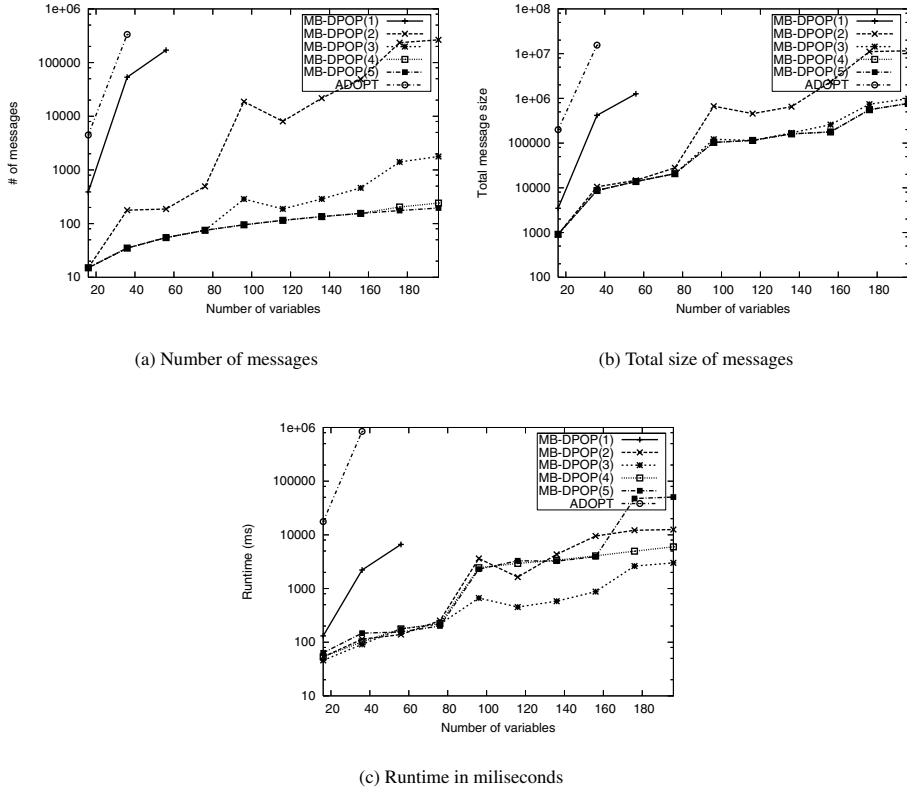 1e+06
100000
10000
1000
100
10
# of messages
20 40 60 80 100 120 140 160 180
Number of variables
MB-DPOP(1)
MB-DPOP(2)
MB-DPOP(3)
MB-DPOP(4)
MB-DPOP(5)
ADOPT
(a) Number of messages
1e+08
1e+07
1e+06
100000
10000
1000
100
Total message size
20 40 60 80 100 120 140 160 180
Number of variables
MB-DPOP(1)
MB-DPOP(2)
MB-DPOP(3)
MB-DPOP(4)
MB-DPOP(5)
ADOPT
(b) Total size of messages
1e+06
100000
10000
1000
100
10
Runtime (ms)
20 40 60 80 100 120 140 160 180
Number of variables
MB-DPOP(1)
MB-DPOP(2)
MB-DPOP(3)
MB-DPOP(4)
MB-DPOP(5)
ADOPT
(c) Runtime in miliseconds